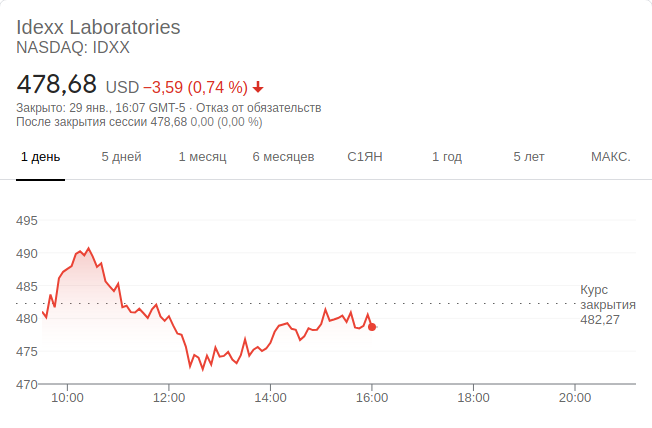 Idexx Laboratories
NASDAQ: IDXX
478,68 USD −3,59 (0,74 %)
Закрыто: 29 янв., 16:07 GMT-5 · Отказ от обязательств
После закрытия сессии 478,68 0,00 (0,00 %)
1 день 5 дней 1 месяц 6 месяцев С1ЯН 1 год 5 лет МАКС.
495
490
485
480
475
470
Курс
закрытия
482,27
10:00 12:00 14:00 16:00 18:00 20:00